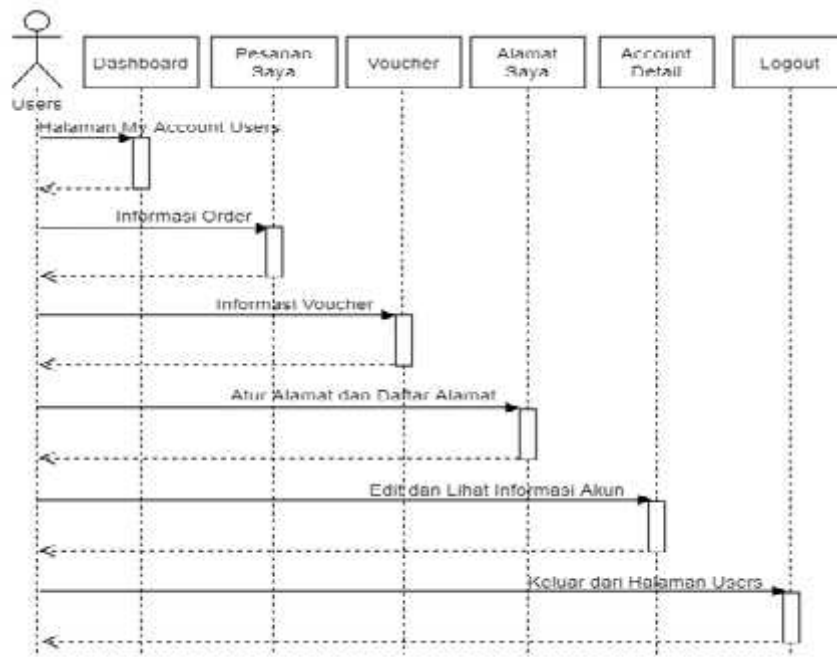 Dashboard
Pesanan
Saya
Voucher
Alamat
Saya
Account
Detail
Logout
Users
Halaman My Account Users
Informasi Order
Informasi Voucher
Atur Alamat dan Daftar Alamat
Edit dan Lihat Informasi Akun
Keluar dari Halaman Users